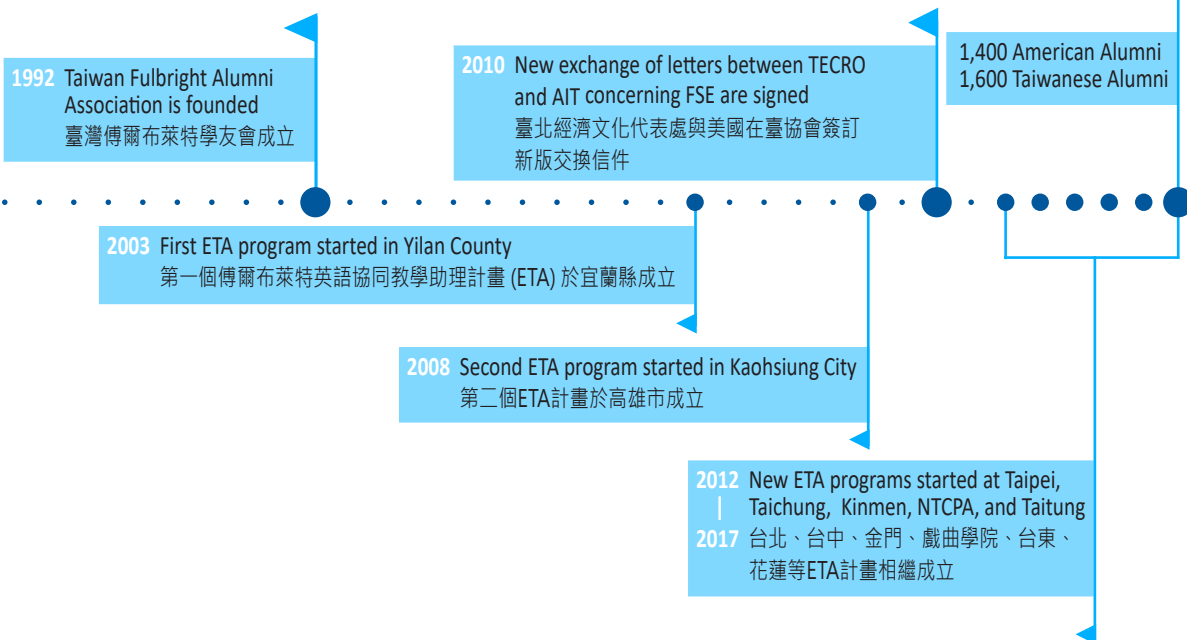 1992 Taiwan Fulbright Alumni
Association is founded
臺灣傅爾布萊特學友會成立
2010 New exchange of letters between TECRO
and AIT concerning FSE are signed
臺北經濟文化代表處與美國在臺協會簽訂
新版交換信件
1,400 American Alumni
1,600 Taiwanese Alumni
2003 First ETA program started in Yilan County
第一個傅爾布萊特英語協同教學助理計畫 (ETA) 於宜蘭縣成立
2008 Second ETA program started in Kaohsiung City
第二個ETA計畫於高雄市成立
2012 New ETA programs started at Taipei,
| Taichung, Kinmen, NTCPA, and Taitung
2017 台北、台中、金門、戲曲學院、台東、
花蓮等ETA計畫相繼成立